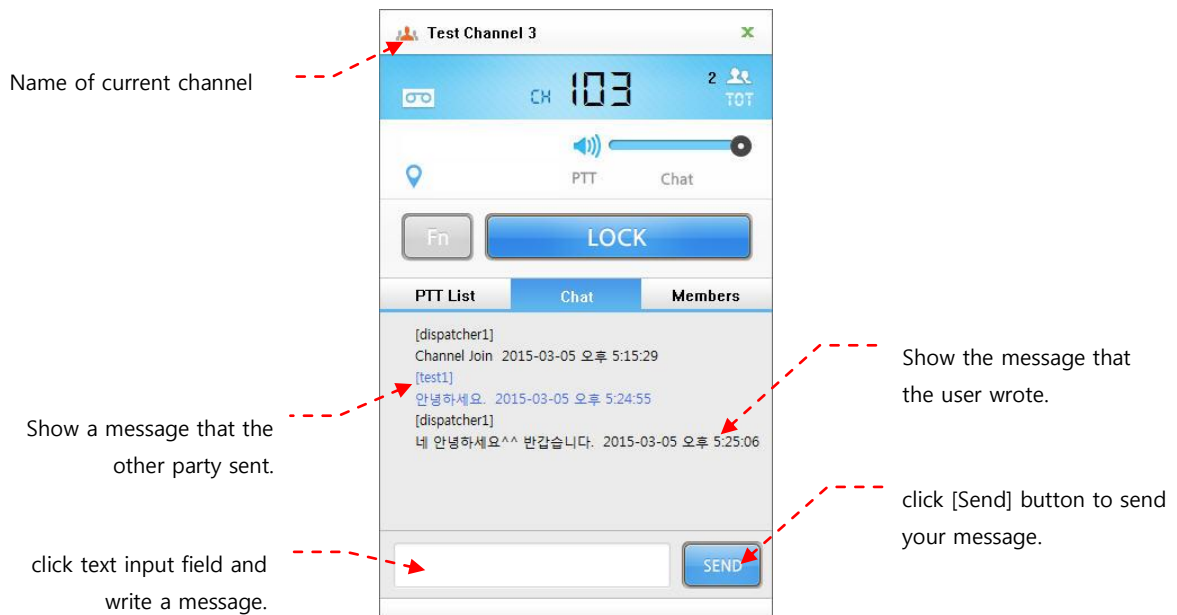 Test Channel 3
x
Name of current channel
CH 103
2
TOT
PTT
Chat
Fn
LOCK
PTT List
Chat
Members
[dispatcher1]
Channel Join 2015-03-05 오후 5:15:29
[test1]
안녕하세요. 2015-03-05 오후 5:24:55
[dispatcher1]
네 안녕하세요^^ 반갑습니다. 2015-03-05 오후 5:25:06
Show the message that
the user wrote.
Show a message that the
other party sent.
click [Send] button to send
your message.
click text input field and
write a message.
SEND